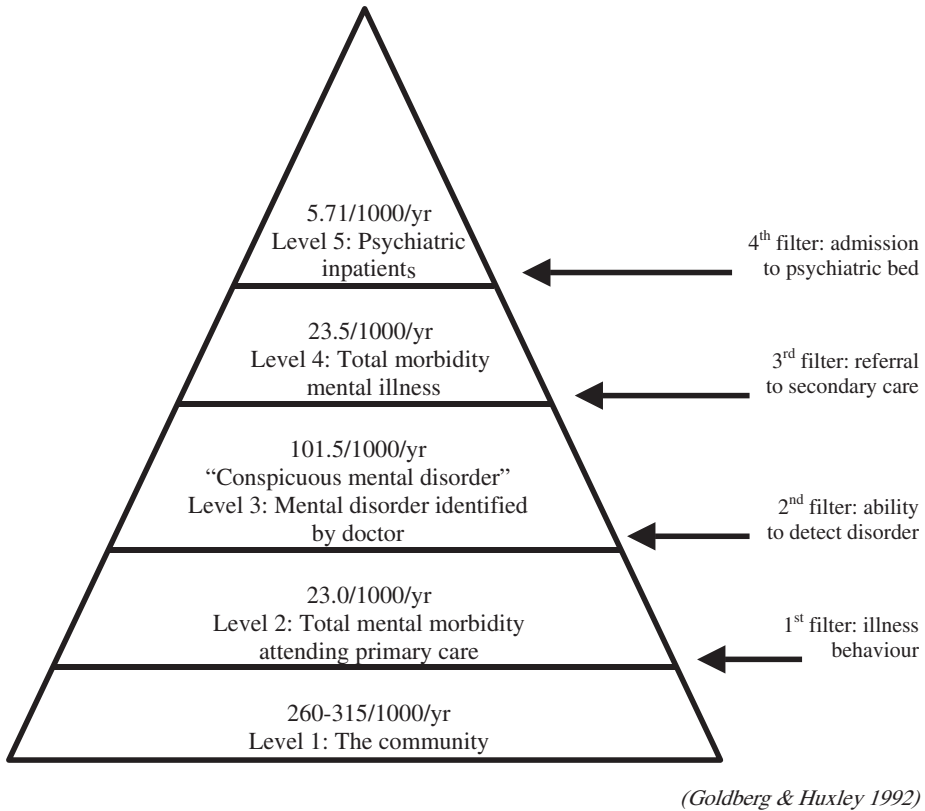 5.71/1000/yr
Level 5: Psychiatric
inpatients
4th filter: admission
to psychiatric bed
23.5/1000/yr
Level 4: Total morbidity
mental illness
3rd filter: referral
to secondary care
101.5/1000/yr
“Conspicuous mental disorder”
Level 3: Mental disorder identified
by doctor
2nd filter: ability
to detect disorder
23.0/1000/yr
Level 2: Total mental morbidity
attending primary care
1st filter: illness
behaviour
260-315/1000/yr
Level 1: The community
(Goldberg & Huxley 1992)